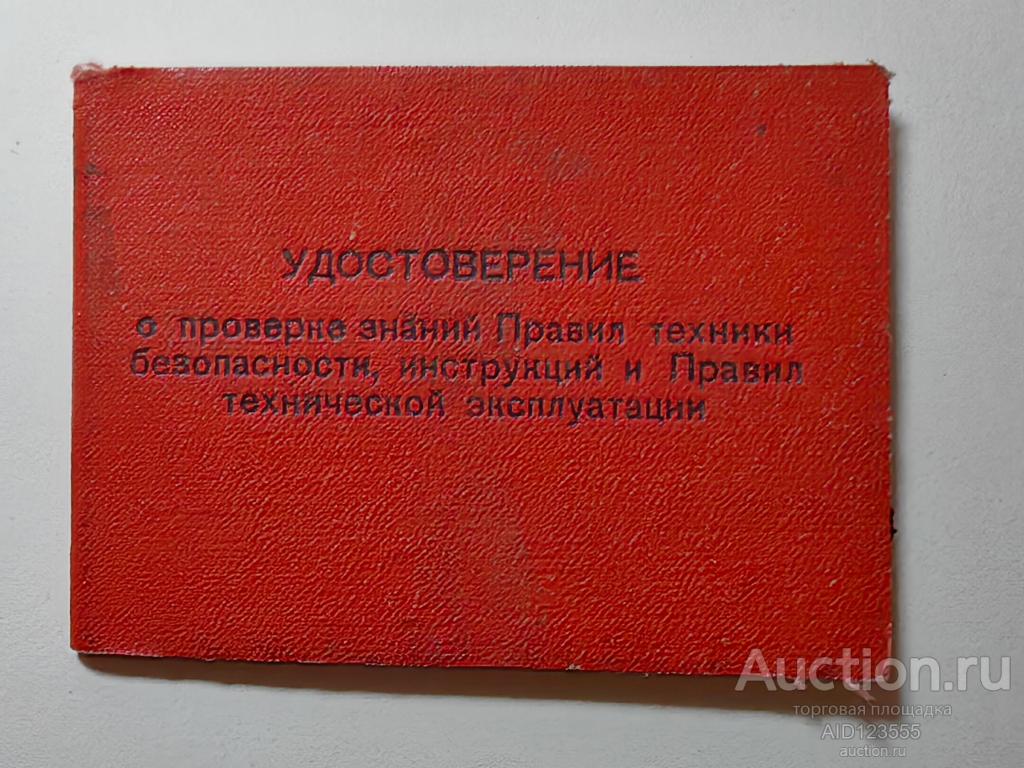 УДОСТОВЕРЕНИЕ
о проверке знаний Правил техники
безопасности, инструкций и Правил
технической эксплуатации
Auction.ru
торговая площадка
AID123555
auction.ru